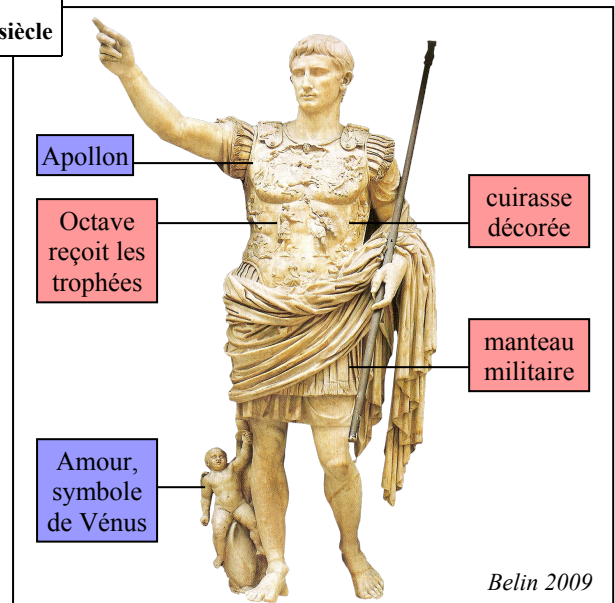 siècle
Apollon
Octave
reçoit les
trophées
cuirasse
décorée
manteau
militaire
Amour,
symbole
de Vénus
Belin 2009